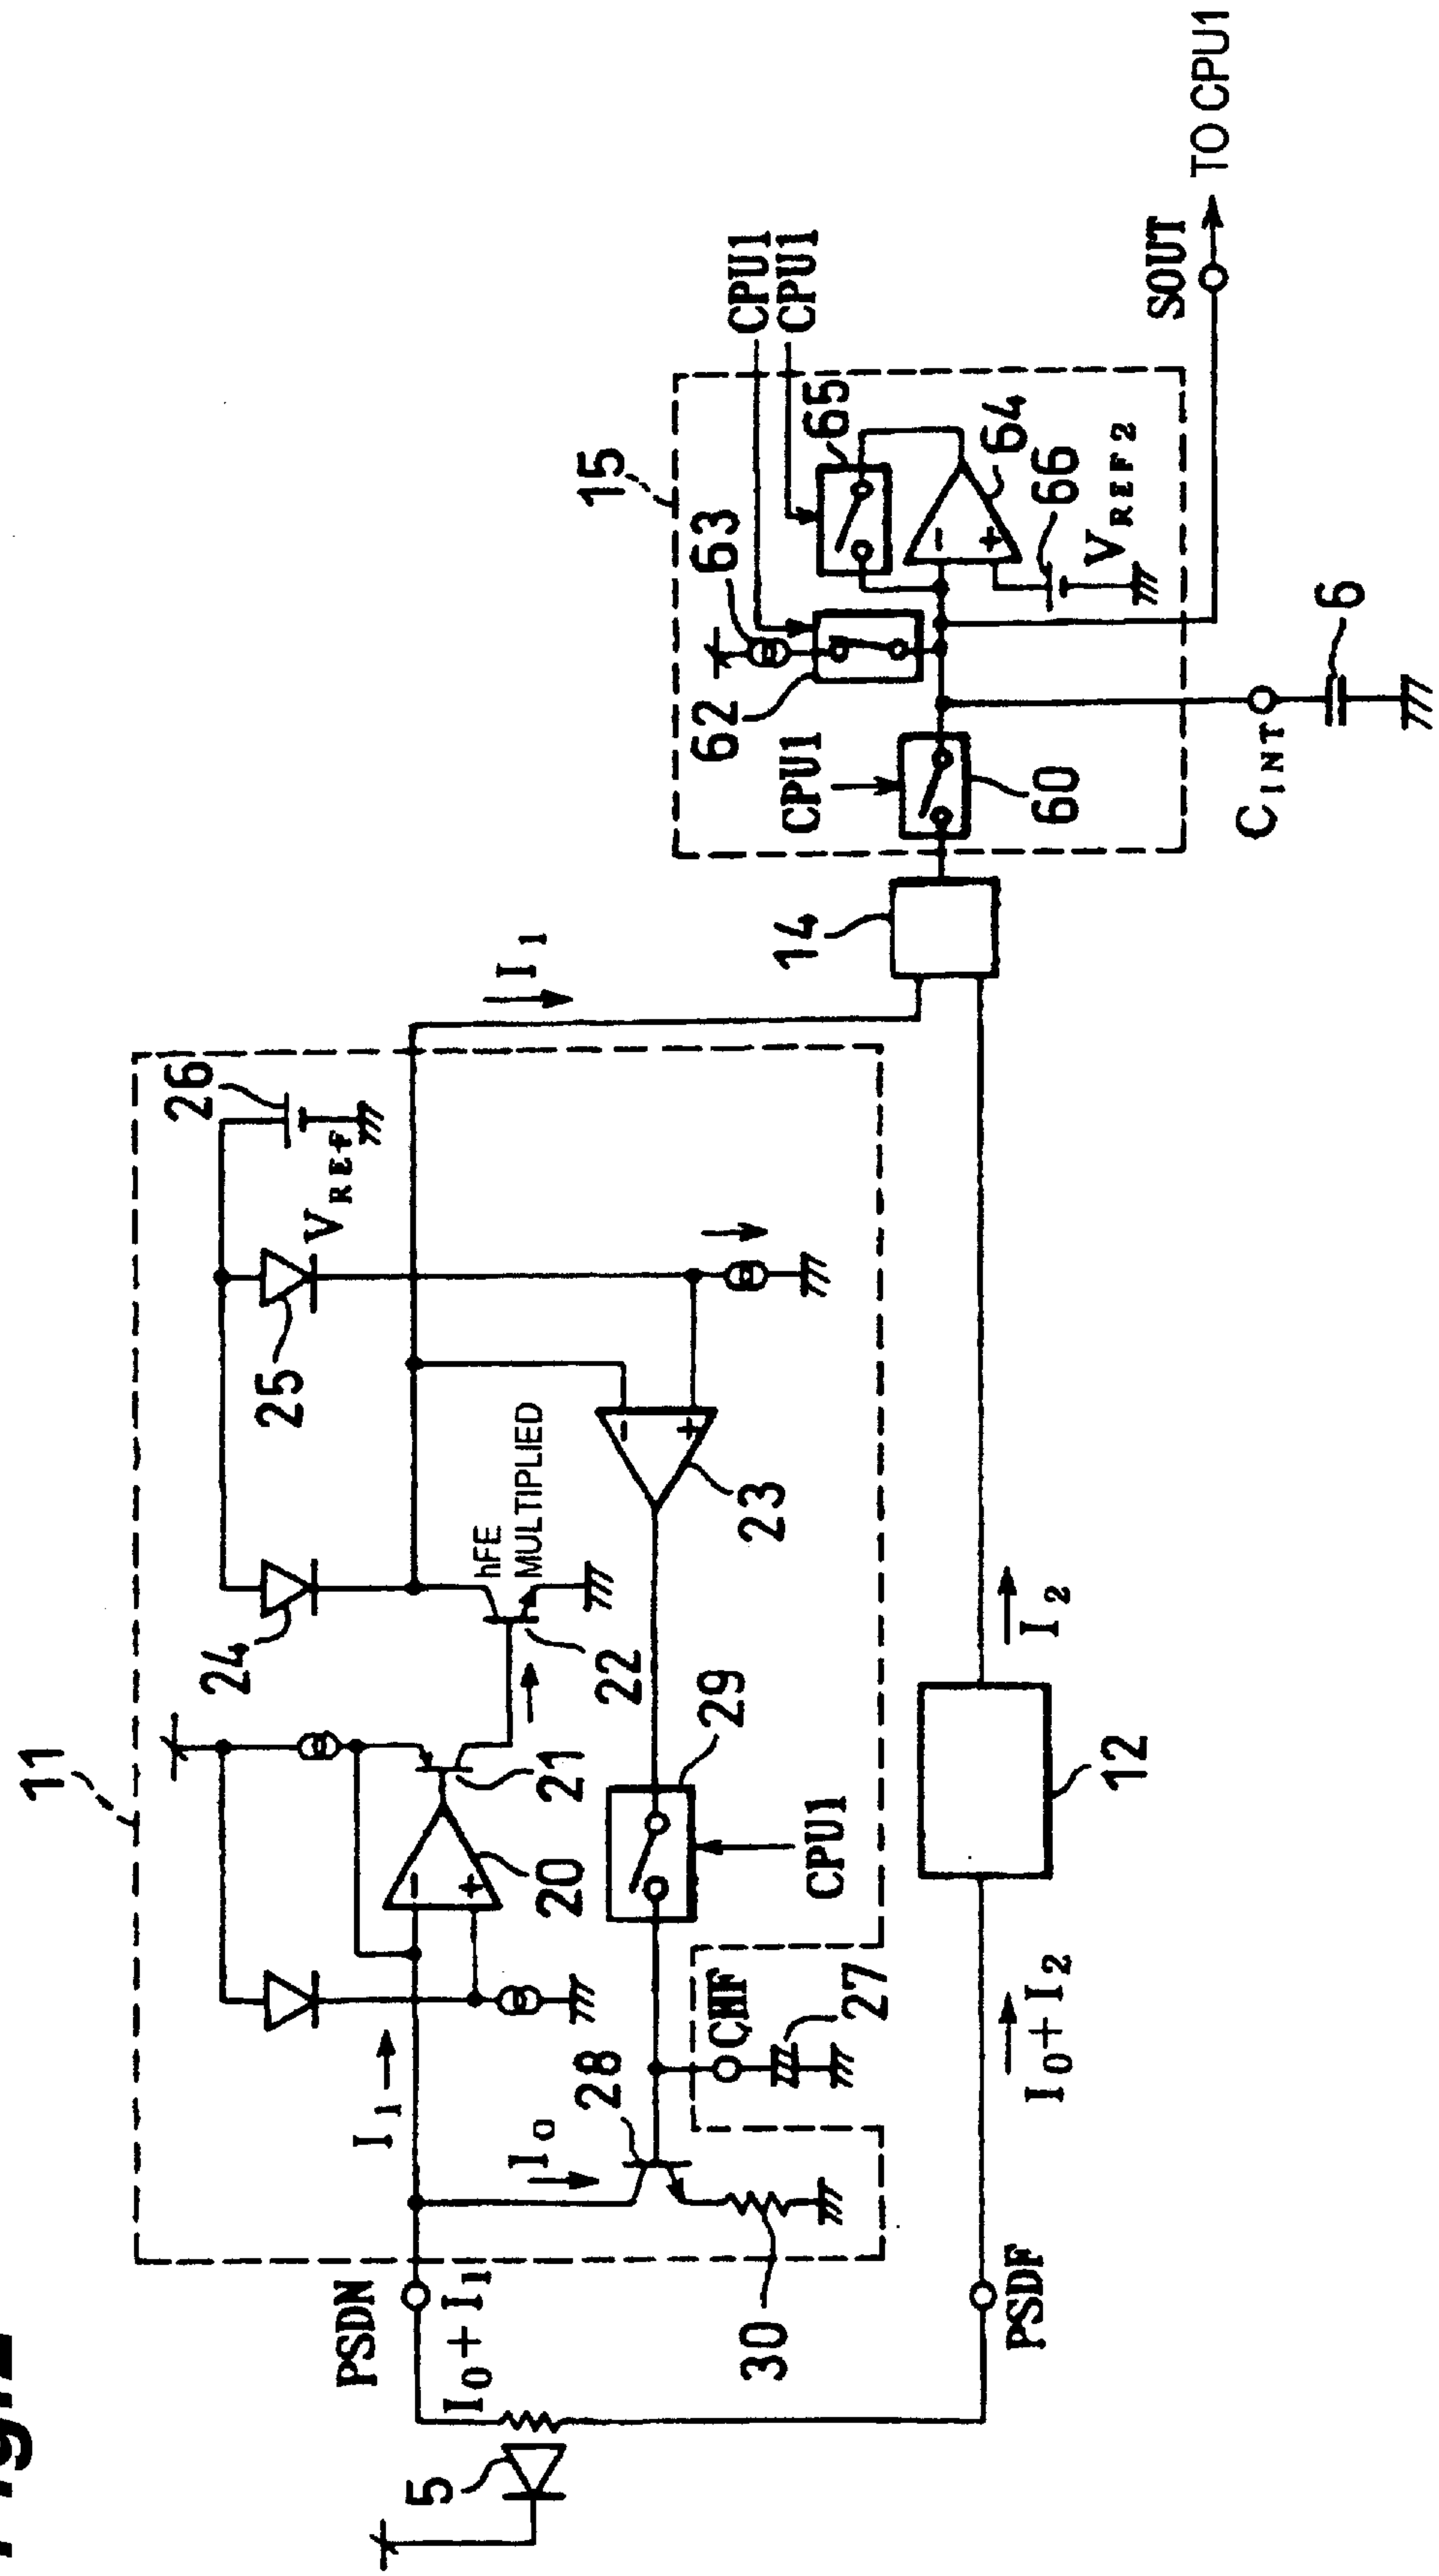 Fig.2
11
24
25
26
VREF
I1
PSDN
I0+I1
I1
I0
28
20
21
22
hFE
MULTIPLIED
23
29
CPU1
CHF
27
30
5
PSDF
I0+I2
12
I2
14
15
CPU1
CPU1
CPU1
60
62
63
65
64
66
VREF2
CINT
6
SOUT
TO CPU1